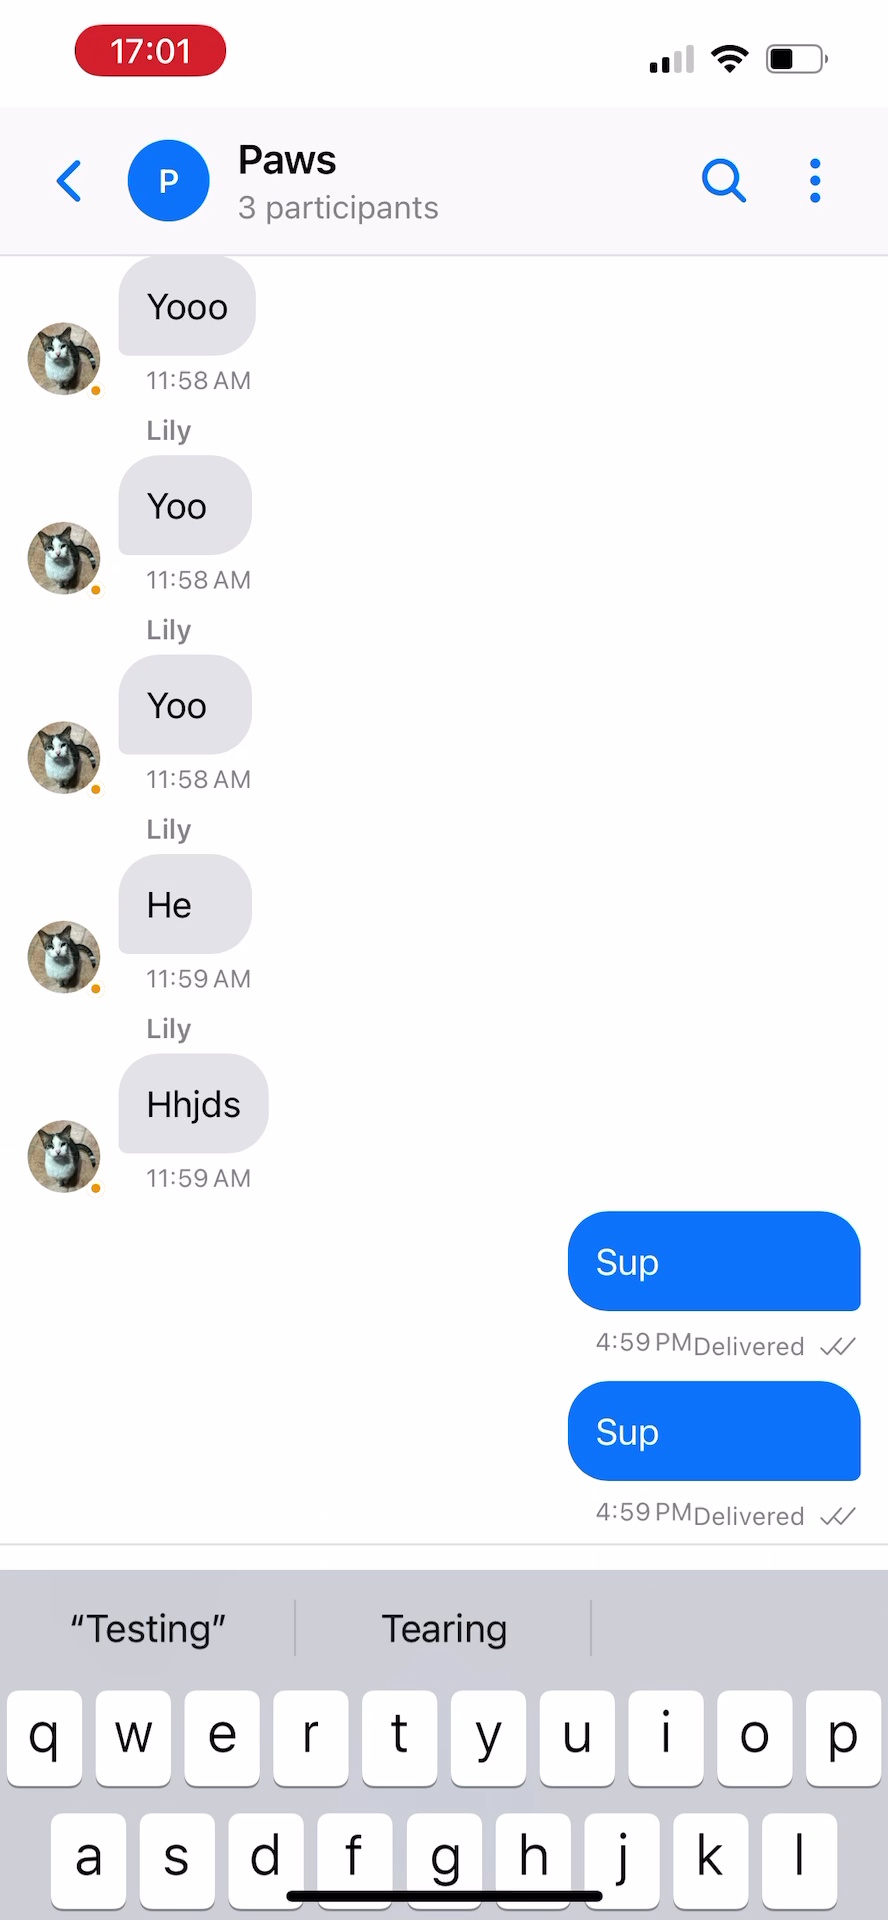 17:01
P
Paws
3 participants
Yooo
11:58 AM
Lily
Yoo
11:58 AM
Lily
Yoo
11:58 AM
Lily
He
11:59 AM
Lily
Hhjds
11:59 AM
Sup
4:59 PM Delivered
Sup
4:59 PM Delivered
“Testing” Tearing
q w e r t y u i o p
a s d f g h j k l